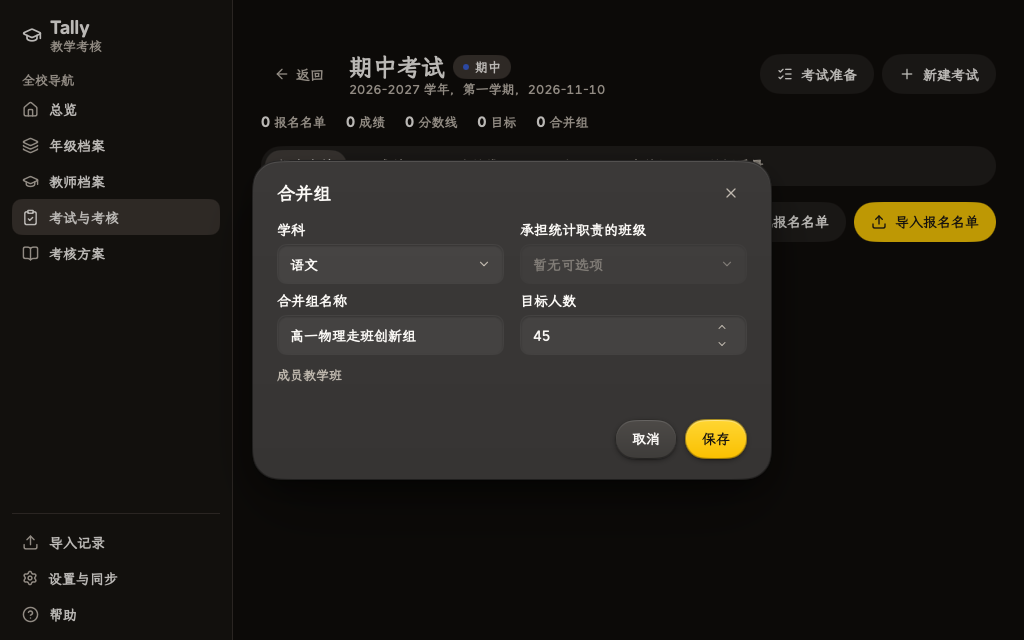 Tally
教学考核
全校导航
总览
年级档案
教师档案
考试与考核
考核方案
导入记录
设置与同步
帮助
返回
期中考试
期中
2026-2027 学年，第一学期，2026-11-10
考试准备
新建考试
0 报名名单 0 成绩 0 分数线 0 目标 0 合并组
报名名单
导入报名名单
合并组
学科
承担统计职责的班级
语文
暂无可选项
合并组名称
目标人数
高一物理走班创新组
45
成员教学班
取消
保存